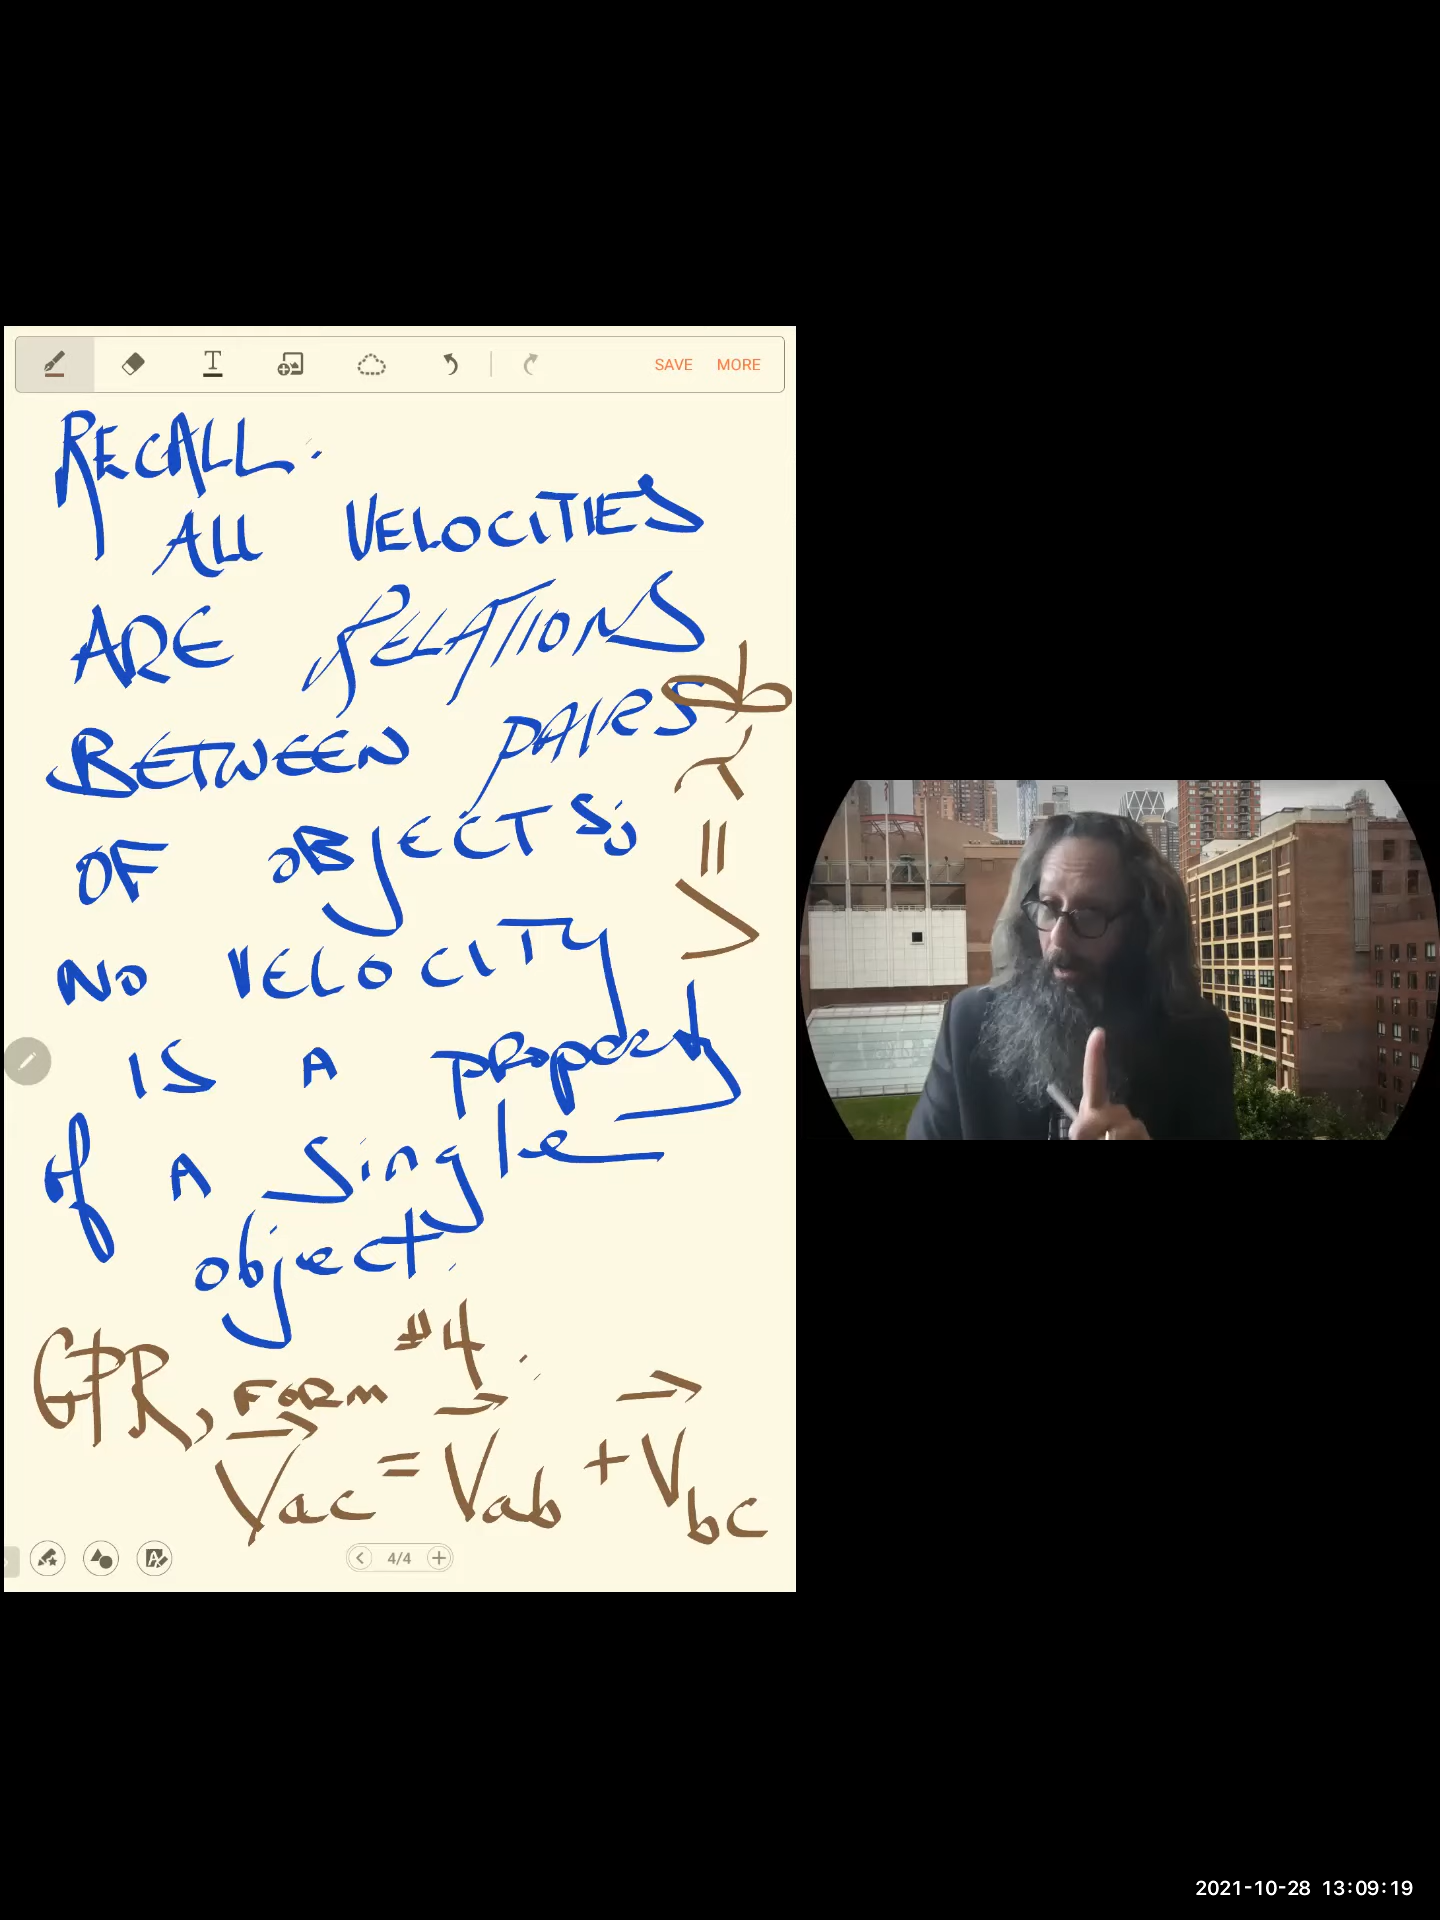 T
SAVE MORE
RECALL:
ALL VELOCITIES
ARE RELATIONS
BETWEEN PAIRS
OF OBJECTS;
NO VELOCITY
IS A property
of A single
object.
GPR, FORM #4:
Vac = Vab + Vbc
4/4
2021-10-28 13:09:19